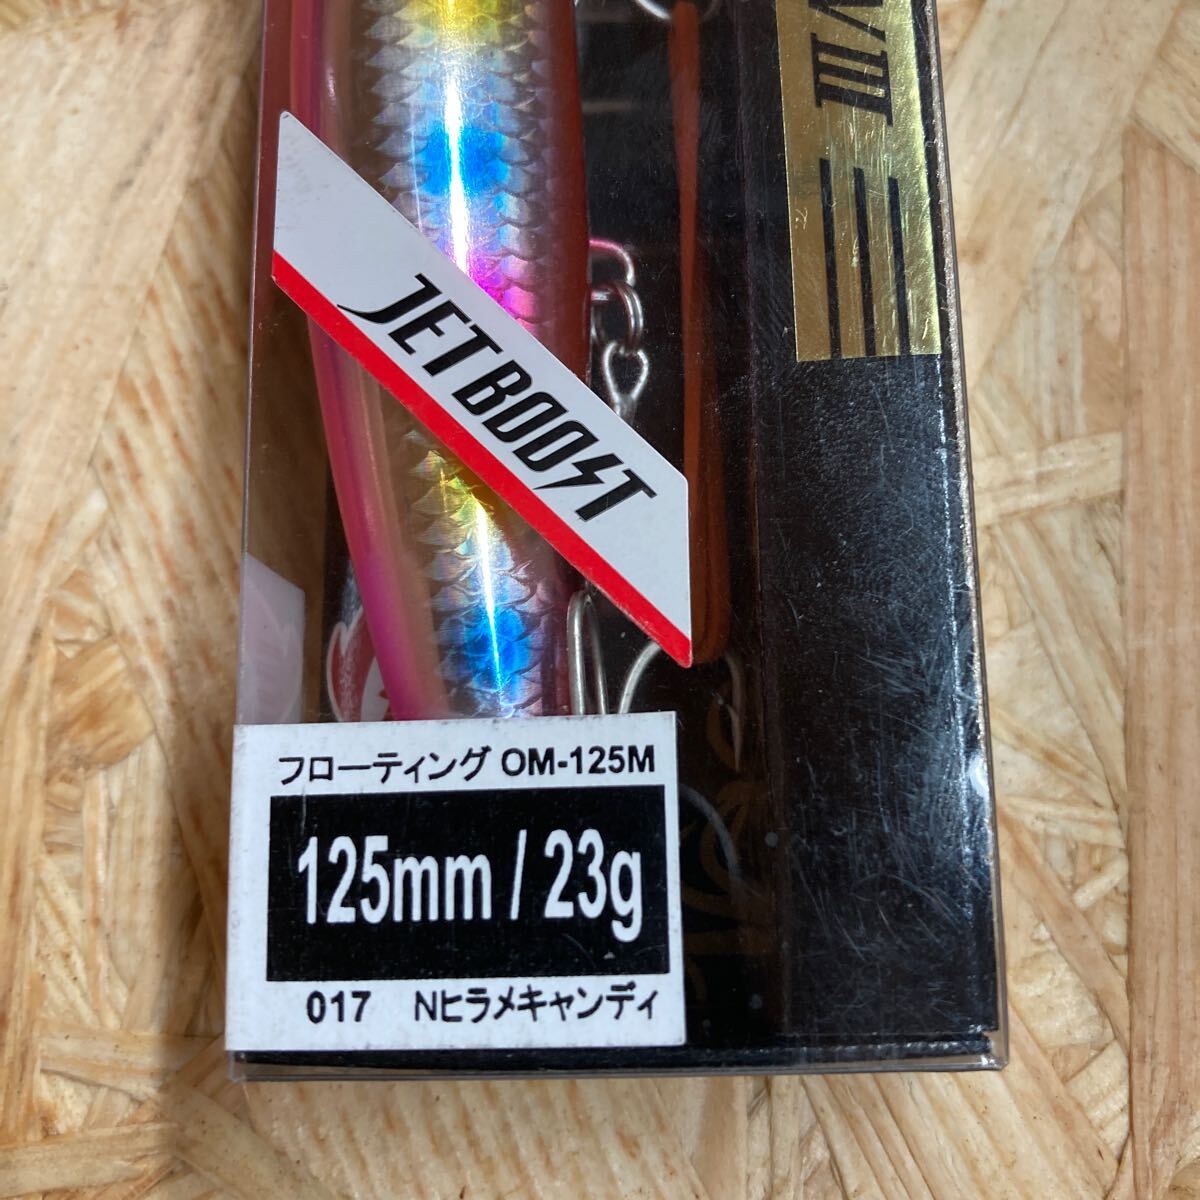 VIII
JET BOOST
フローティング OM-125M
125mm / 23g
017 Nヒラメキャンディ